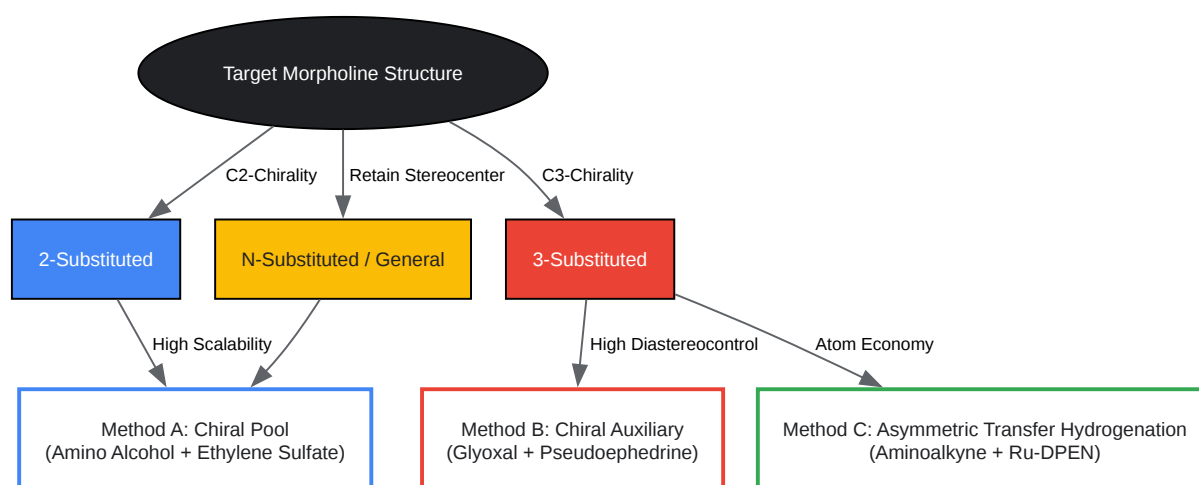 Target Morpholine Structure
C2-Chirality
Retain Stereocenter
C3-Chirality
2-Substituted
N-Substituted / General
3-Substituted
High Scalability
High Diastereocontrol
Atom Economy
Method A: Chiral Pool
(Amino Alcohol + Ethylene Sulfate)
Method B: Chiral Auxiliary
(Glyoxal + Pseudoephedrine)
Method C: Asymmetric Transfer Hydrogenation
(Aminoalkyne + Ru-DPEN)